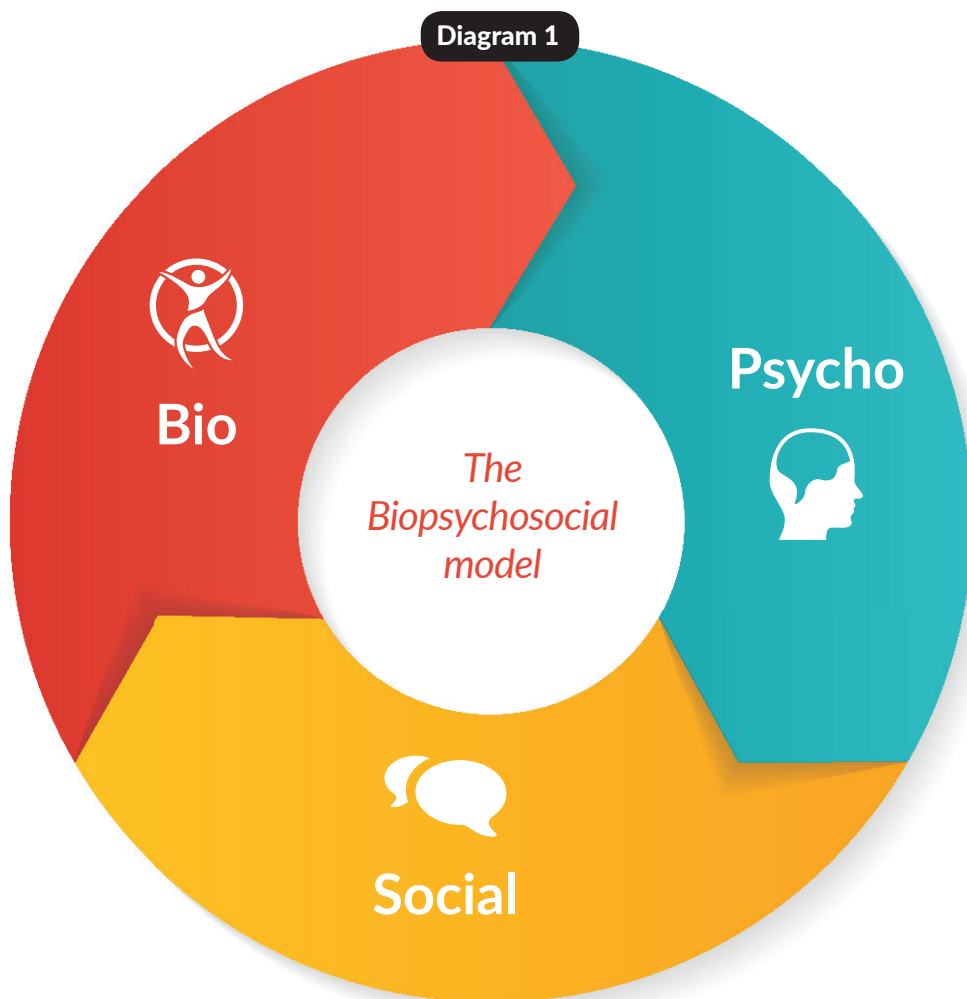 Diagram 1
Bio
Psycho
The
Biopsychosocial
model
Social